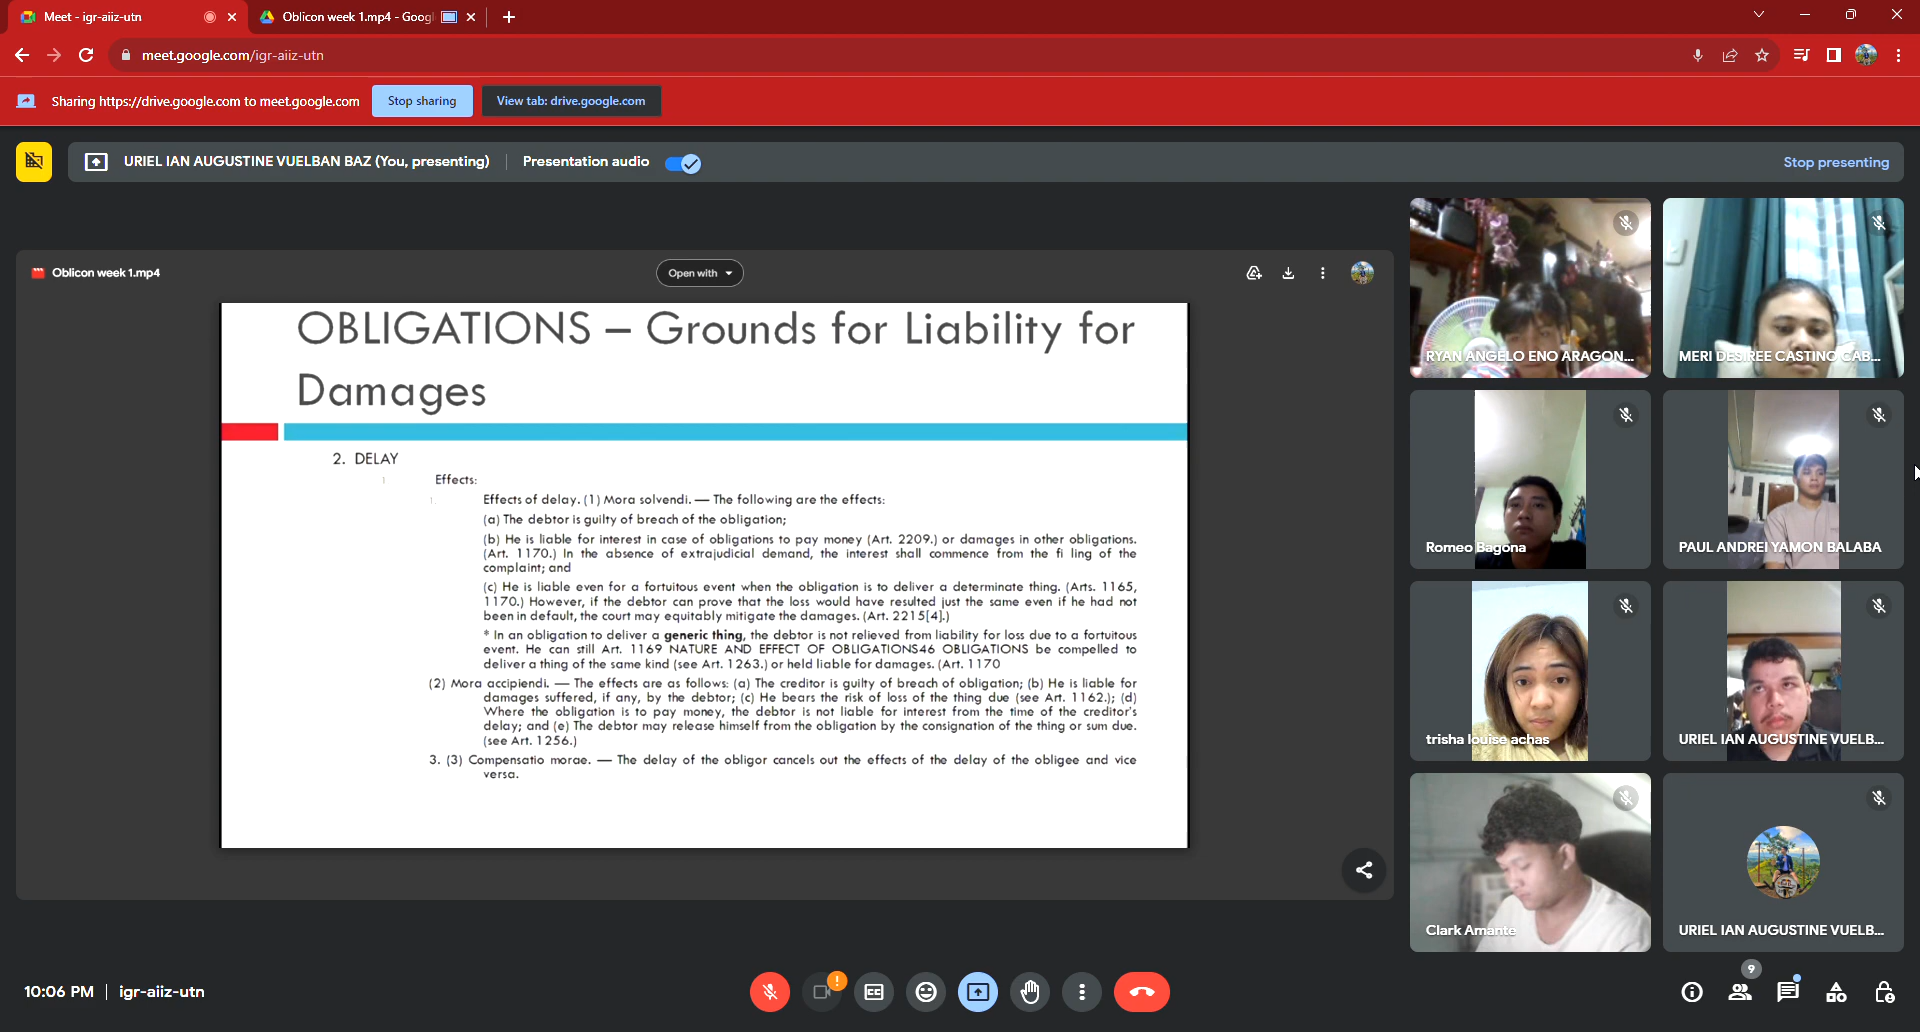 Meet - igr-aiiz-utn
Oblicon week 1.mp4 - Googl
meet.google.com/igr-aiiz-utn
Sharing https://drive.google.com to meet.google.com
Stop sharing
View tab: drive.google.com
URIEL IAN AUGUSTINE VUELBAN BAZ (You, presenting)
Presentation audio
Stop presenting
Oblicon week 1.mp4
Open with
OBLIGATIONS – Grounds for Liability for
Damages
2. DELAY
1
Effects:
1.
Effects of delay. (1) Mora solvendi. — The following are the effects:
(a) The debtor is guilty of breach of the obligation;
(b) He is liable for interest in case of obligations to pay money (Art. 2209.) or damages in other obligations.
(Art. 1170.) In the absence of extrajudicial demand, the interest shall commence from the fi ling of the
complaint; and
(c) He is liable even for a fortuitous event when the obligation is to deliver a determinate thing. (Arts. 1165,
1170.) However, if the debtor can prove that the loss would have resulted just the same even if he had not
been in default, the court may equitably mitigate the damages. (Art. 2215[4].)
* In an obligation to deliver a generic thing, the debtor is not relieved from liability for loss due to a fortuitous
event. He can still Art. 1169 NATURE AND EFFECT OF OBLIGATIONS46 OBLIGATIONS be compelled to
deliver a thing of the same kind (see Art. 1263.) or held liable for damages. (Art. 1170
(2) Mora accipiendi. — The effects are as follows: (a) The creditor is guilty of breach of obligation; (b) He is liable for
damages suffered, if any, by the debtor; (c) He bears the risk of loss of the thing due (see Art. 1162.); (d)
Where the obligation is to pay money, the debtor is not liable for interest from the time of the creditor's
delay; and (e) The debtor may release himself from the obligation by the consignation of the thing or sum due.
(see Art. 1256.)
3. (3) Compensatio morae. — The delay of the obligor cancels out the effects of the delay of the obligee and vice
versa.
RYAN ANGELO ENO ARAGON...
MERI DESIREE CASTINO CAB...
Romeo Bagona
PAUL ANDREI YAMON BALABA
trisha louise achas
URIEL IAN AUGUSTINE VUELB...
Clark Amante
URIEL IAN AUGUSTINE VUELB...
10:06 PM | igr-aiiz-utn
!
CC
9